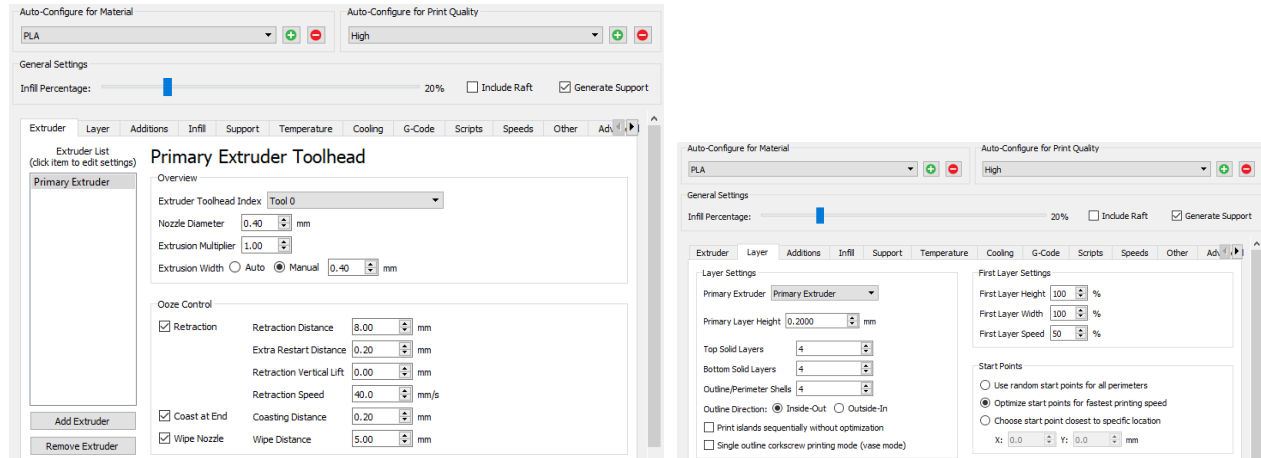 Auto-Configure for Material
Auto-Configure for Print Quality
PLA
High
General Settings
Infill Percentage:
20%
Include Raft
Generate Support
Extruder Layer Additions Infill Support Temperature Cooling G-Code Scripts Speeds Other
Extruder List
(click item to edit settings)
Primary Extruder
Add Extruder
Remove Extruder
Primary Extruder Toolhead
Overview
Extruder Toolhead Index Tool 0
Nozzle Diameter 0.40 mm
Extrusion Multiplier 1.00
Extrusion Width Auto Manual 0.40 mm
Ooze Control
Retraction
Retraction Distance 8.00 mm
Extra Restart Distance 0.20 mm
Retraction Vertical Lift 0.00 mm
Retraction Speed 40.0 mm/s
Coast at End Coasting Distance 0.20 mm
Wipe Nozzle Wipe Distance 5.00 mm
Auto-Configure for Material
Auto-Configure for Print Quality
PLA
High
General Settings
Infill Percentage:
20%
Include Raft
Generate Support
Extruder Layer Additions Infill Support Temperature Cooling G-Code Scripts Speeds Other
Layer Settings
Primary Extruder Primary Extruder
Primary Layer Height 0.2000 mm
Top Solid Layers 4
Bottom Solid Layers 4
Outline/Perimeter Shells 4
Outline Direction: Inside-Out Outside-In
Print islands sequentially without optimization
Single outline corkscrew printing mode (vase mode)
First Layer Settings
First Layer Height 100 %
First Layer Width 100 %
First Layer Speed 50 %
Start Points
Use random start points for all perimeters
Optimize start points for fastest printing speed
Choose start point closest to specific location
X: 0.0 Y: 0.0 mm